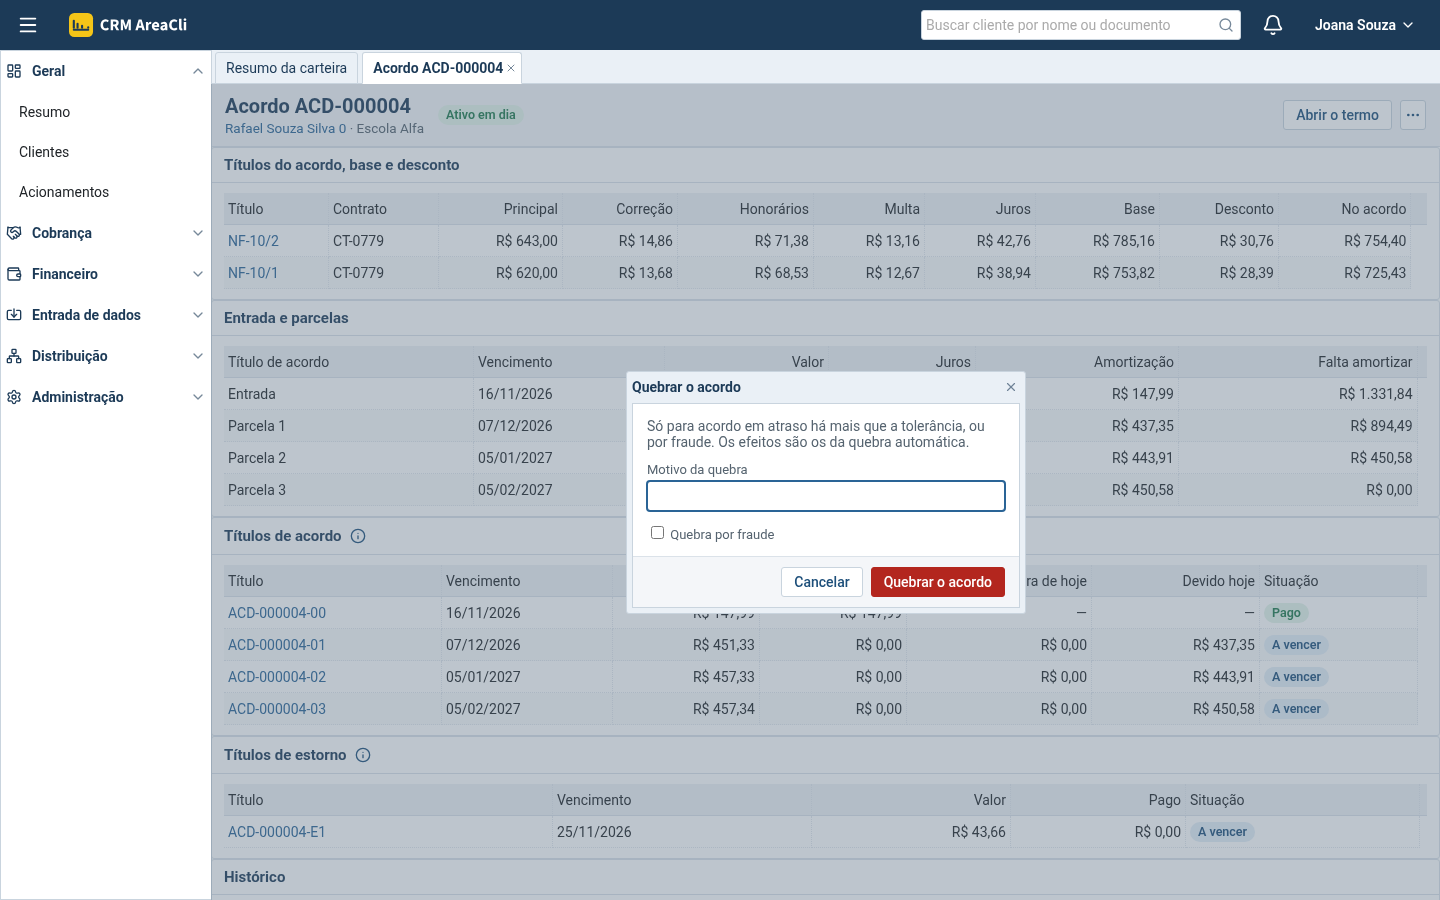 CRM AreaCli
Buscar cliente por nome ou documento
Joana Souza
Geral
Resumo
Clientes
Acionamentos
Cobrança
Financeiro
Entrada de dados
Distribuição
Administração
Resumo da carteira
Acordo ACD-000004
Acordo ACD-000004
Rafael Souza Silva 0 · Escola Alfa
Ativo em dia
Abrir o termo
Títulos do acordo, base e desconto
Título Contrato Principal Correção Honorários Multa Juros Base Desconto No acordo
NF-10/2 CT-0779 R$ 643,00 R$ 14,86 R$ 71,38 R$ 13,16 R$ 42,76 R$ 785,16 R$ 30,76 R$ 754,40
NF-10/1 CT-0779 R$ 620,00 R$ 13,68 R$ 68,53 R$ 12,67 R$ 38,94 R$ 753,82 R$ 28,39 R$ 725,43
Entrada e parcelas
Título de acordo Vencimento Valor Juros Amortização Falta amortizar
Entrada 16/11/2026 R$ 147,99 R$ 1.331,84
Parcela 1 07/12/2026 R$ 437,35 R$ 894,49
Parcela 2 05/01/2027 R$ 443,91 R$ 450,58
Parcela 3 05/02/2027 R$ 450,58 R$ 0,00
Quebrar o acordo
Só para acordo em atraso há mais que a tolerância, ou
por fraude. Os efeitos são os da quebra automática.
Motivo da quebra
Quebra por fraude
Cancelar
Quebrar o acordo
Títulos de acordo
Título Vencimento de hoje Devido hoje Situação
ACD-000004-00 16/11/2026 R$ 147,99 R$ 147,99 — — Pago
ACD-000004-01 07/12/2026 R$ 451,33 R$ 0,00 R$ 0,00 R$ 437,35 A vencer
ACD-000004-02 05/01/2027 R$ 457,33 R$ 0,00 R$ 0,00 R$ 443,91 A vencer
ACD-000004-03 05/02/2027 R$ 457,34 R$ 0,00 R$ 0,00 R$ 450,58 A vencer
Títulos de estorno
Título Vencimento Valor Pago Situação
ACD-000004-E1 25/11/2026 R$ 43,66 R$ 0,00 A vencer
Histórico